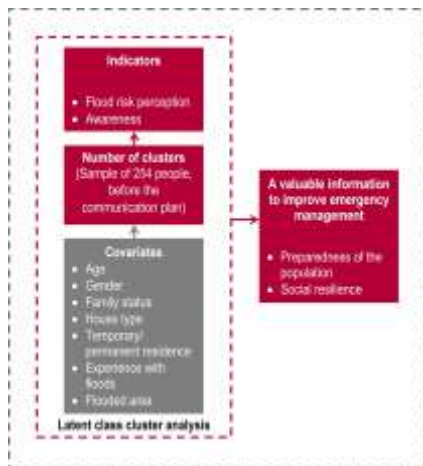 Indicators
• Flood risk perception
• Awareness
Number of clusters
(Sample of 254 people,
before the
communication plan)
Covariates
• Age
• Gender
• Family status
• House type
• Temporary/
permanent residence
• Experience with
floods
• Flooded area
Latent class cluster analysis
A valuable information
to improve emergency
management
• Preparedness of the
population
• Social resilience